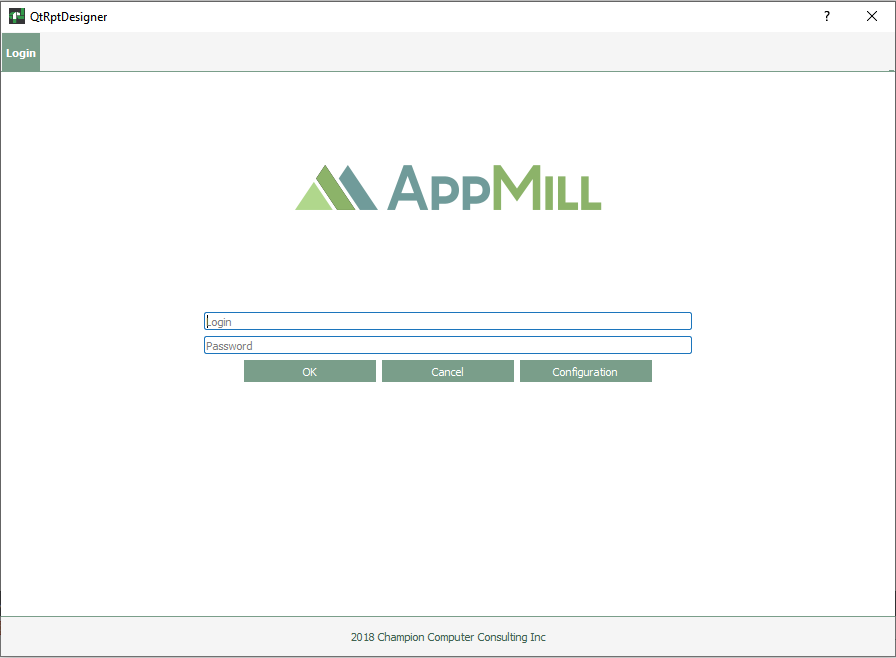 QtRptDesigner
?
Login
APPMILL
Login
Password
OK Cancel Configuration
2018 Champion Computer Consulting Inc